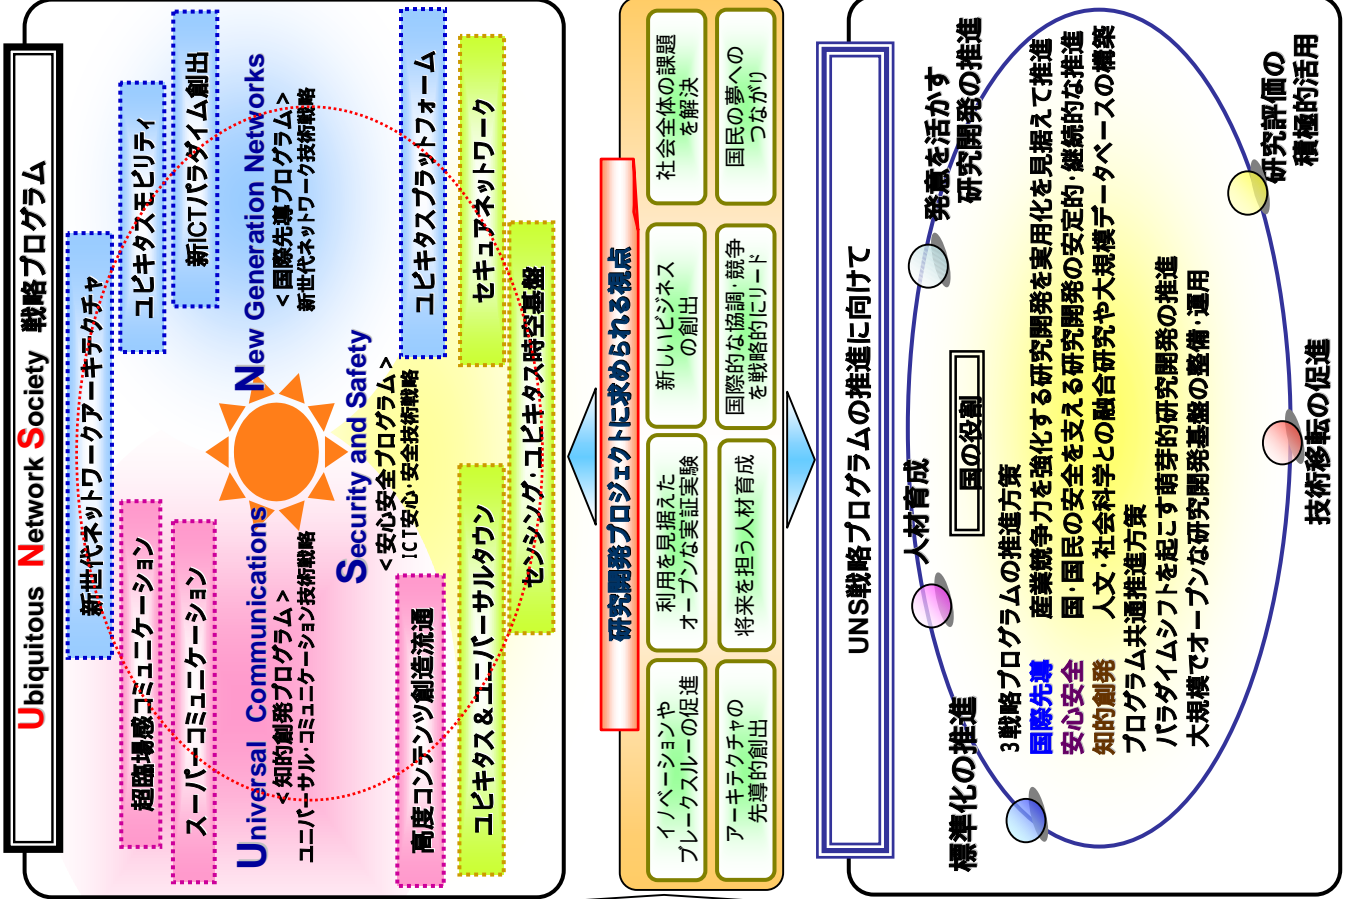 Ubiquitous Network Society 戦略プログラム
新世代ネットワークアーキテクチャ
超臨場感コミュニケーション
ユビキタスモビリティ
スーパーコミュニケーション
新ICTパラダイム創出
Universal Communications
<知的創発プログラム>
ユニバーサル・コミュニケーション技術戦略
New Generation Networks
<国際先導プログラム>
新世代ネットワーク技術戦略
Security and Safety
<安心安全プログラム>
ICT安心・安全技術戦略
高度コンテンツ創造流通
ユビキタスプラットフォーム
ユビキタス&ユニバーサルタウン
セキュアネットワーク
センシング・ユビキタス時空基盤
研究開発プロジェクトに求められる視点
イノベーションや
ブレークスルーの促進
利用を見据えた
オープンな実証実験
新しいビジネス
の創出
社会全体の課題
を解決
アーキテクチャの
先導的創出
将来を担う人材育成
国際的な協調・競争
を戦略的にリード
国民の夢への
つながり
UNS戦略プログラムの推進に向けて
標準化の推進
人材育成
発意を活かす
研究開発の推進
国の役割
3戦略プログラムの推進方策
国際先導 産業競争力を強化する研究開発を実用化を見据えて推進
安心安全 国・国民の安全を支える研究開発の安定的・継続的な推進
知的創発 人文・社会科学との融合研究や大規模データベースの構築
プログラム共通推進方策
パラダイムシフトを起こす萌芽的研究開発の推進
大規模でオープンな研究開発基盤の整備・運用
研究評価の
積極的活用
技術移転の促進